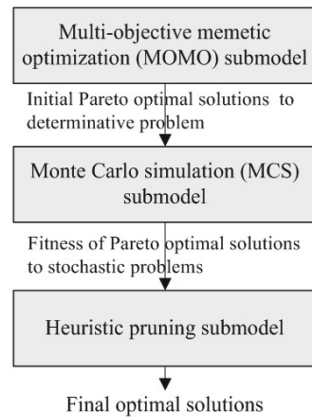 Multi-objective memetic
optimization (MOMO) submodel
Initial Pareto optimal solutions to
determinative problem
Monte Carlo simulation (MCS)
submodel
Fitness of Pareto optimal solutions
to stochastic problems
Heuristic pruning submodel
Final optimal solutions